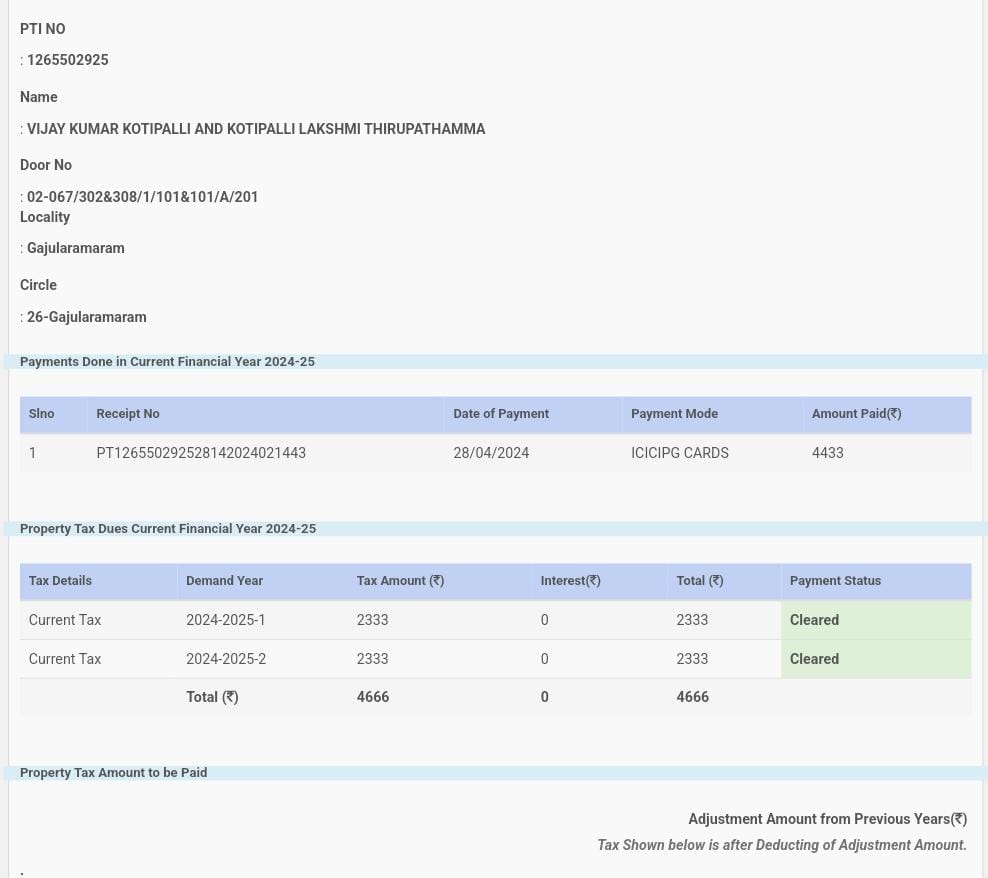 PTI NO
: 1265502925
Name
: VIJAY KUMAR KOTIPALLI AND KOTIPALLI LAKSHMI THIRUPATHAMMA
Door No
: 02-067/302&308/1/101&101/A/201
Locality
: Gajularamaram
Circle
: 26-Gajularamaram
Payments Done in Current Financial Year 2024-25
Slno Receipt No Date of Payment Payment Mode Amount Paid(₹)
1 PT126550292528142024021443 28/04/2024 ICICIPG CARDS 4433
Property Tax Dues Current Financial Year 2024-25
Tax Details Demand Year Tax Amount (₹) Interest(₹) Total (₹) Payment Status
Current Tax 2024-2025-1 2333 0 2333 Cleared
Current Tax 2024-2025-2 2333 0 2333 Cleared
Total (₹) 4666 0 4666
Property Tax Amount to be Paid
Adjustment Amount from Previous Years(₹)
Tax Shown below is after Deducting of Adjustment Amount.
: